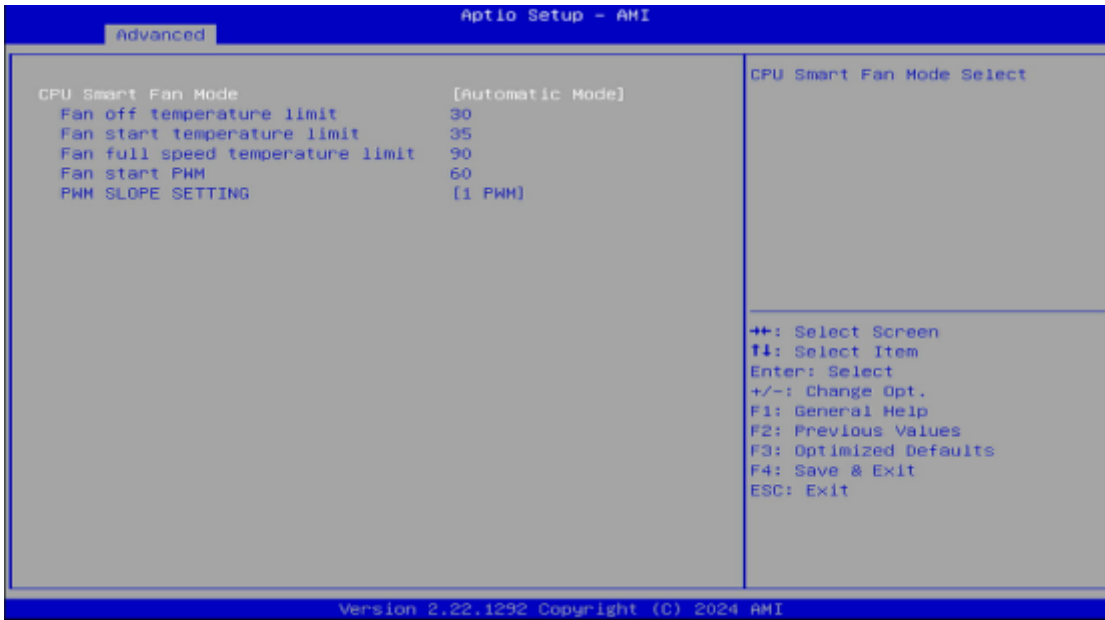 Aptio Setup - AMI
Advanced
CPU Smart Fan Mode [Automatic Mode]
Fan off temperature limit 30
Fan start temperature limit 35
Fan full speed temperature limit 90
Fan start PWM 60
PWM SLOPE SETTING [1 PWM]
CPU Smart Fan Mode Select
→←: Select Screen
↑↓: Select Item
Enter: Select
+/-: Change Opt.
F1: General Help
F2: Previous Values
F3: Optimized Defaults
F4: Save & Exit
ESC: Exit
Version 2.22.1292 Copyright (C) 2024 AMI